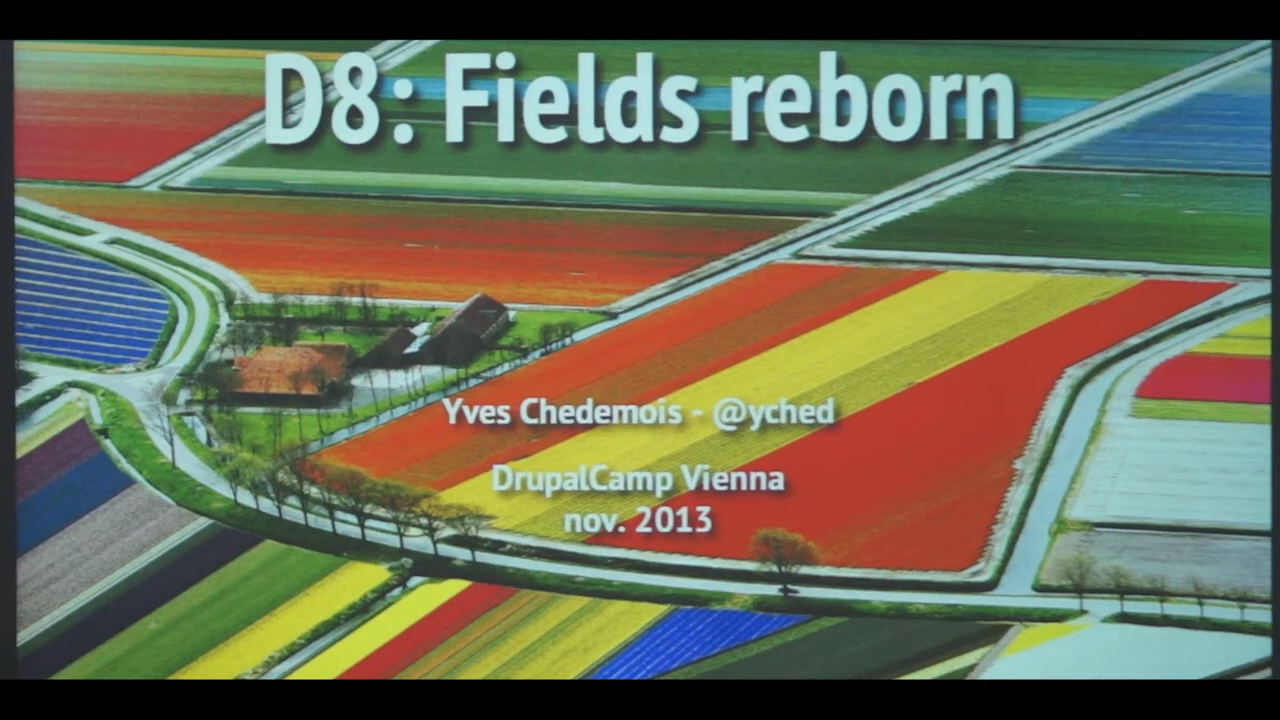 D8: Fields reborn
Yves Chedemois - @yched
DrupalCamp Vienna
nov. 2013